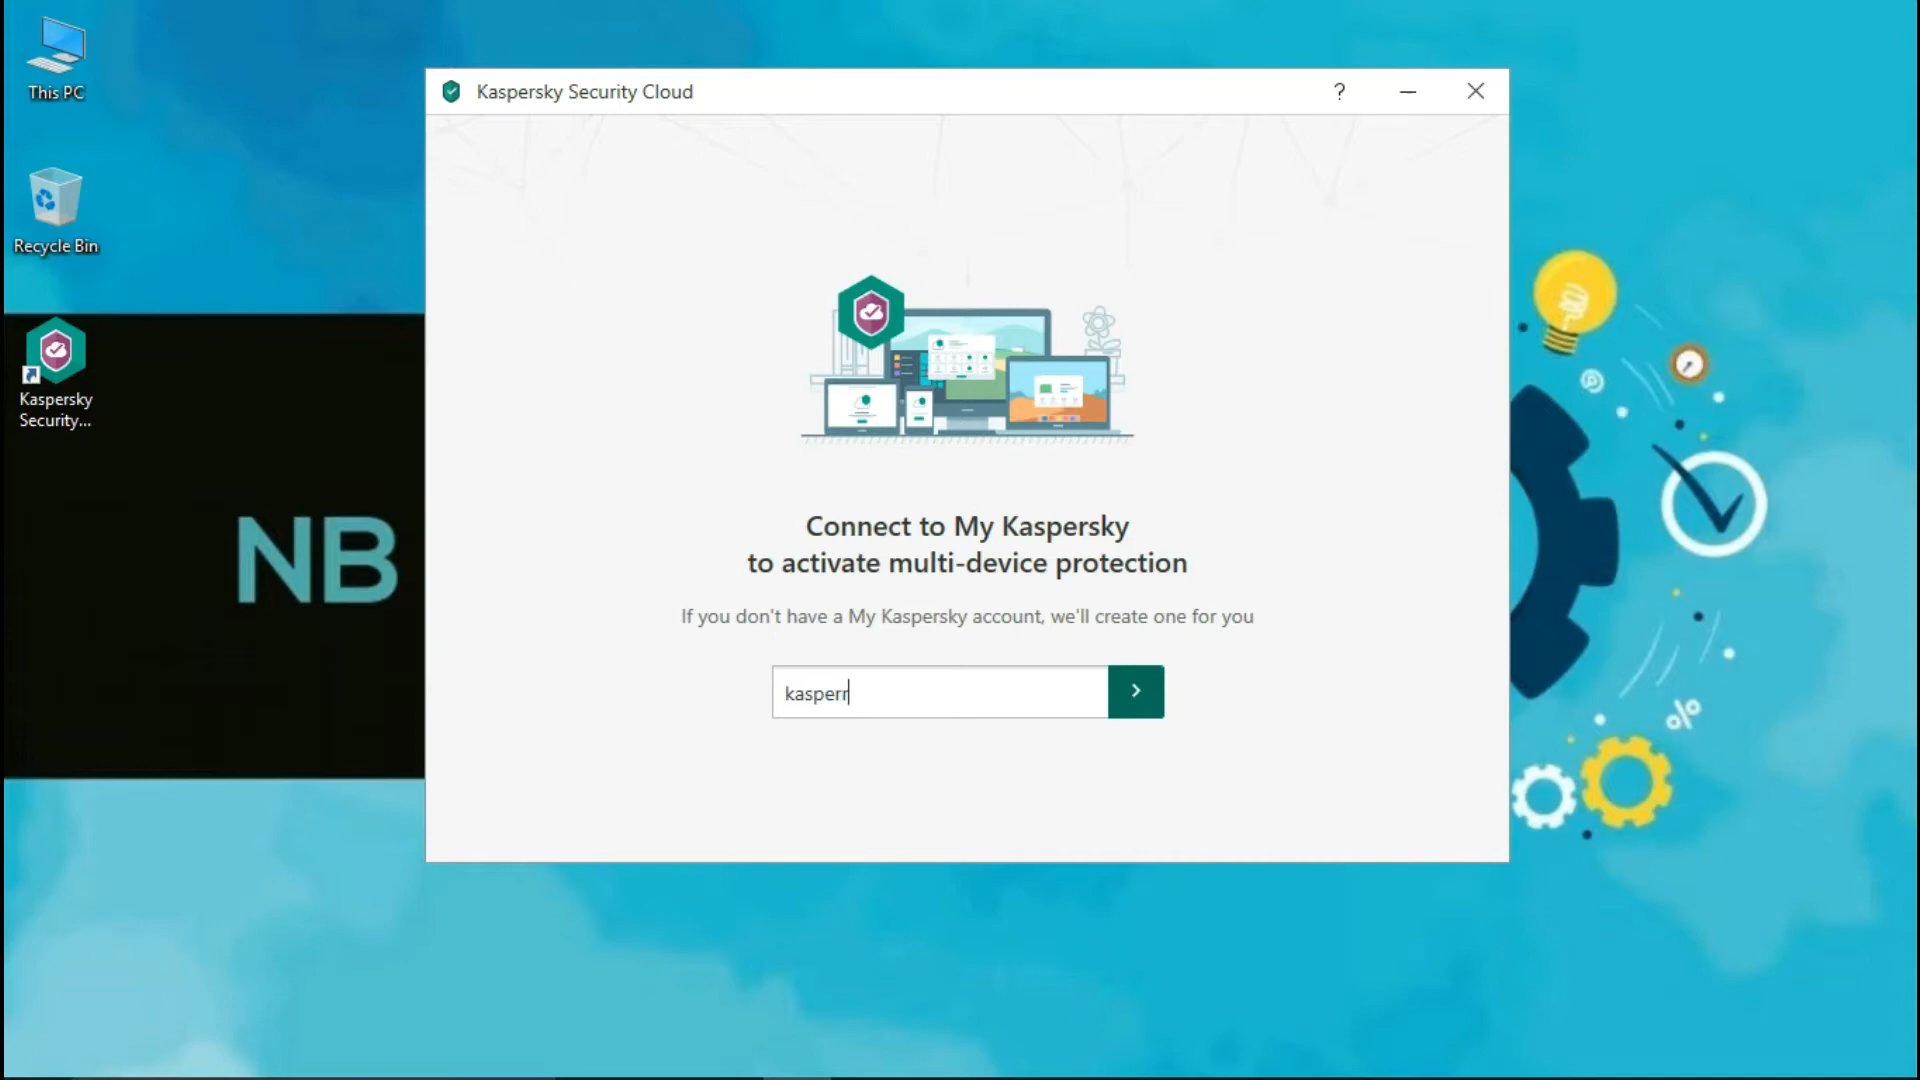 This PC
Recycle Bin
Kaspersky
Security...
NB
Kaspersky Security Cloud
?
Connect to My Kaspersky
to activate multi-device protection
If you don't have a My Kaspersky account, we'll create one for you
kasperr
%